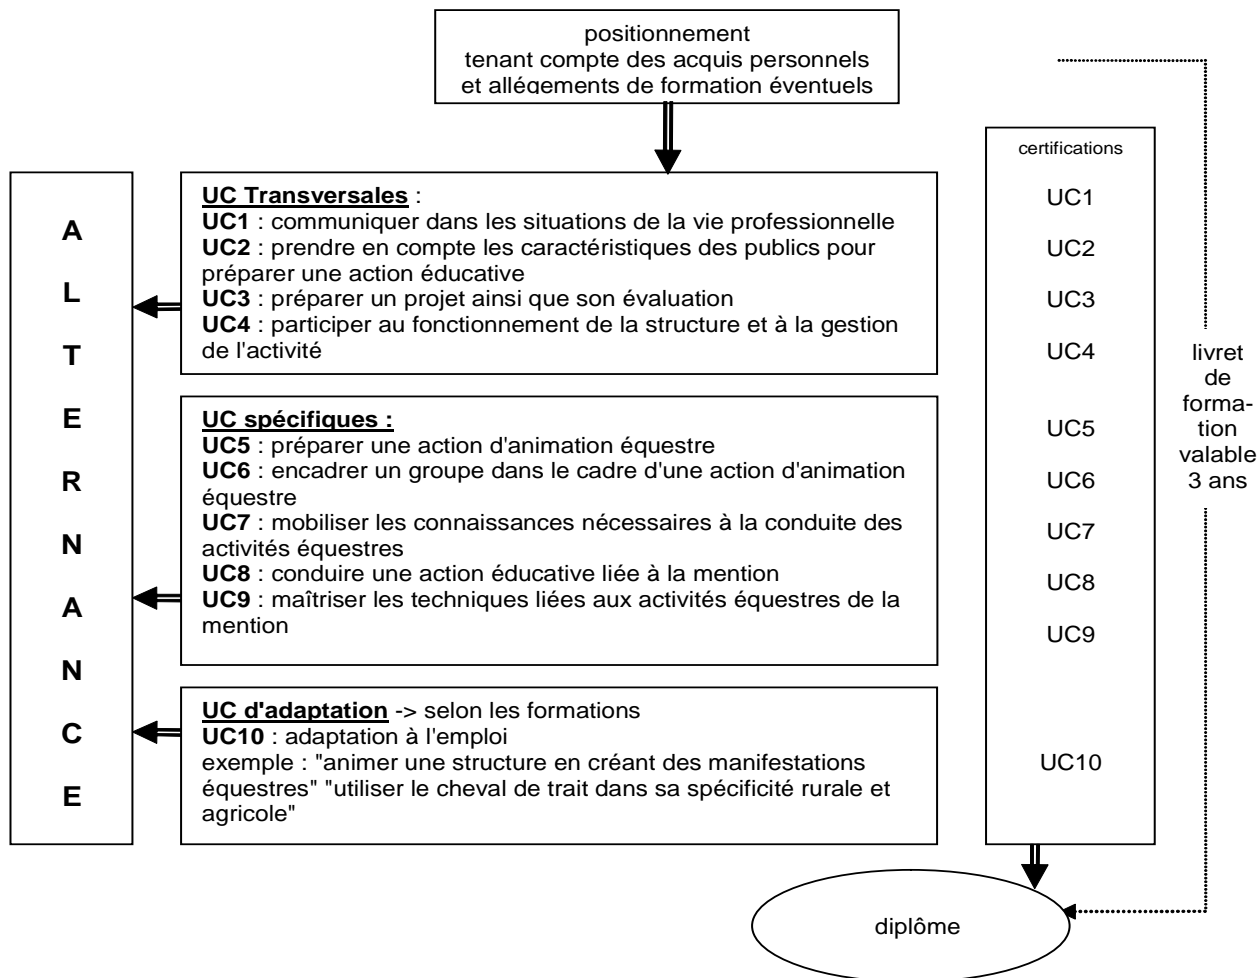 positionnement
tenant compte des acquis personnels
et allégements de formation éventuels
A
L
T
E
R
N
A
N
C
E
UC Transversales :
UC1 : communiquer dans les situations de la vie professionnelle
UC2 : prendre en compte les caractéristiques des publics pour
préparer une action éducative
UC3 : préparer un projet ainsi que son évaluation
UC4 : participer au fonctionnement de la structure et à la gestion
de l'activité
UC spécifiques :
UC5 : préparer une action d'animation équestre
UC6 : encadrer un groupe dans le cadre d'une action d'animation
équestre
UC7 : mobiliser les connaissances nécessaires à la conduite des
activités équestres
UC8 : conduire une action éducative liée à la mention
UC9 : maîtriser les techniques liées aux activités équestres de la
mention
UC d'adaptation -> selon les formations
UC10 : adaptation à l'emploi
exemple : "animer une structure en créant des manifestations
équestres" "utiliser le cheval de trait dans sa spécificité rurale et
agricole"
certifications
UC1
UC2
UC3
UC4
UC5
UC6
UC7
UC8
UC9
UC10
livret
de
forma-
tion
valable
3 ans
diplôme